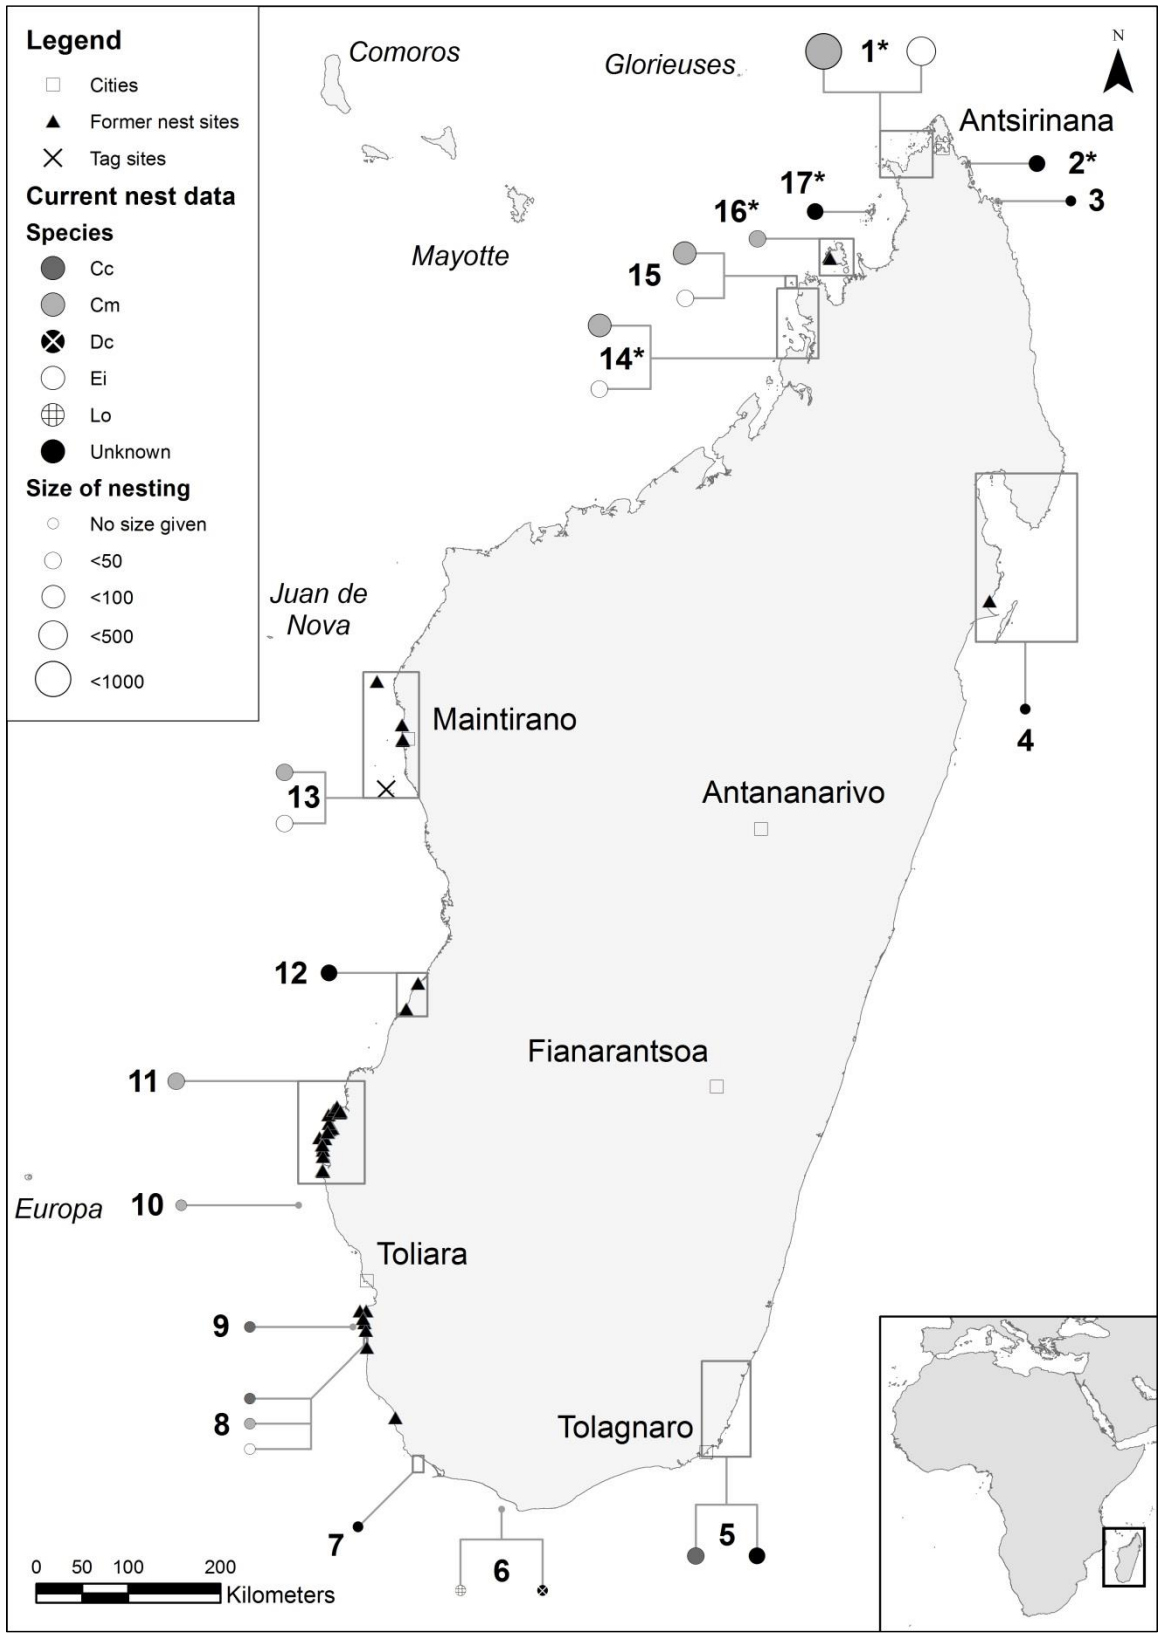 Legend
Cities
Former nest sites
Tag sites
Current nest data
Species
Cc
Cm
Dc
Ei
Lo
Unknown
Size of nesting
No size given
<50
<100
<500
<1000
Comoros
Glorieuses
1*
N
Antsirinana
2*
17*
3
16*
Mayotte
15
14*
Juan de
Nova
Maintirano
4
13
Antananarivo
12
Fianarantsoa
11
10
Europa
Toliara
9
8
Tolagnaro
7
5
6
0 50 100 200
Kilometers